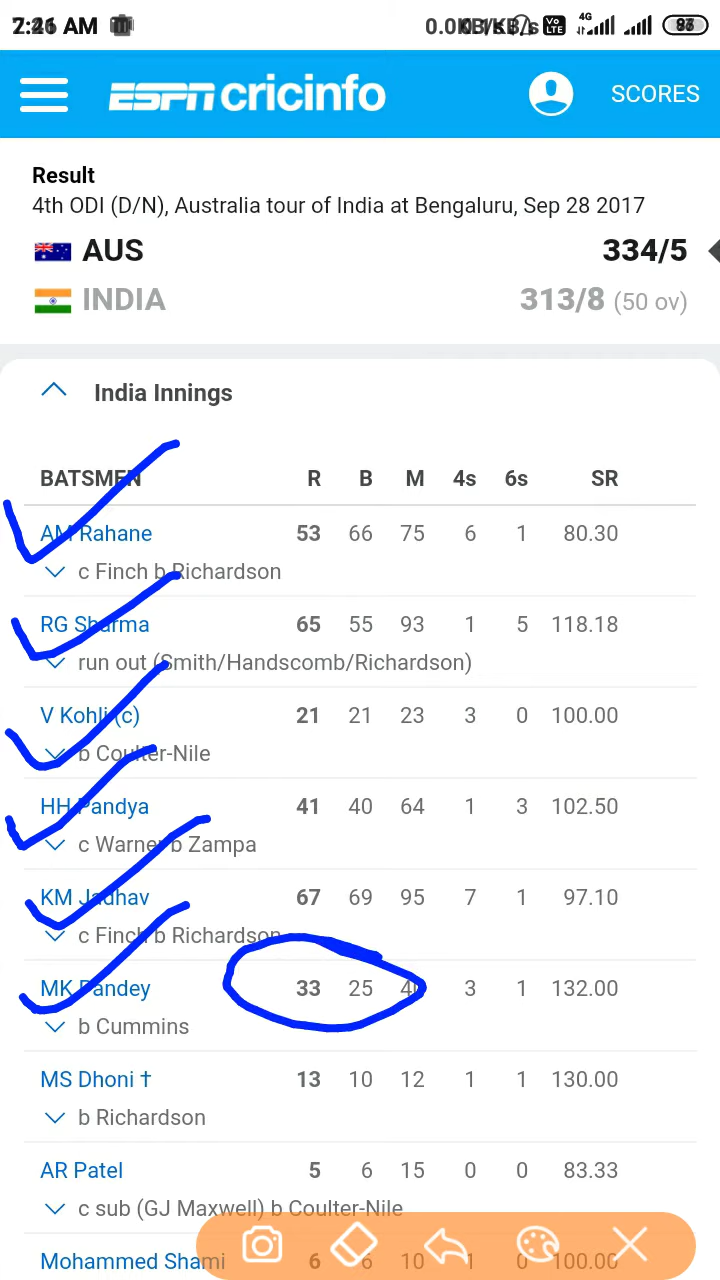 AM
ESPN cricinfo SCORES
Result
4th ODI (D/N), Australia tour of India at Bengaluru, Sep 28 2017
AUS 334/5
INDIA 313/8 (50 ov)
India Innings
BATSMEN R B M 4s 6s SR
AM Rahane 53 66 75 6 1 80.30
c Finch b Richardson
RG Sharma 65 55 93 1 5 118.18
run out (Smith/Handscomb/Richardson)
V Kohli (c) 21 21 23 3 0 100.00
b Coulter-Nile
HH Pandya 41 40 64 1 3 102.50
c Warner b Zampa
KM Jadhav 67 69 95 7 1 97.10
c Finch b Richardson
MK Pandey 33 25 3 1 132.00
b Cummins
MS Dhoni † 13 10 12 1 1 130.00
b Richardson
AR Patel 5 6 15 0 0 83.33
c sub (GJ Maxwell) b Coulter-Nile
Mohammed Shami 6 6 10 1 0 100.00